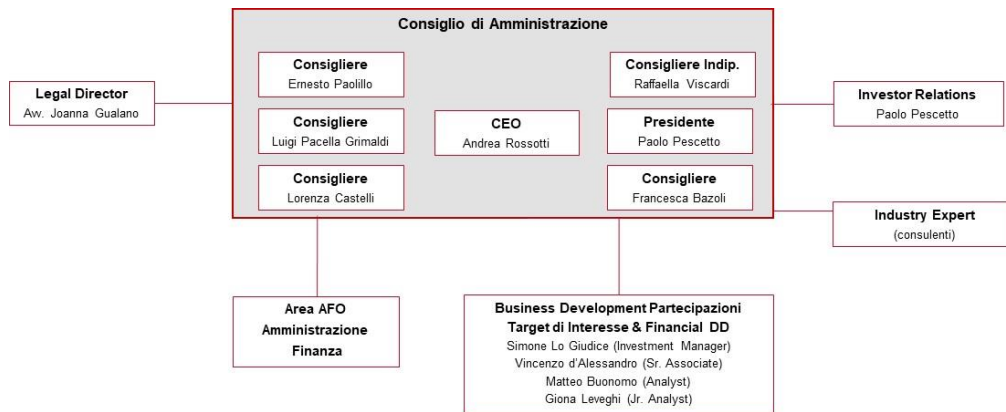 Consiglio di Amministrazione
Consigliere
Ernesto Paolillo
Consigliere Indip.
Raffaella Viscardi
Legal Director
Aw. Joanna Gualano
Consigliere
Luigi Pacella Grimaldi
CEO
Andrea Rossotti
Presidente
Paolo Pescetto
Investor Relations
Paolo Pescetto
Consigliere
Lorenza Castelli
Consigliere
Francesca Bazoli
Industry Expert
(consulenti)
Area AFO
Amministrazione
Finanza
Business Development Partecipazioni
Target di Interesse & Financial DD
Simone Lo Giudice (Investment Manager)
Vincenzo d'Alessandro (Sr. Associate)
Matteo Buonomo (Analyst)
Giona Leveghi (Jr. Analyst)